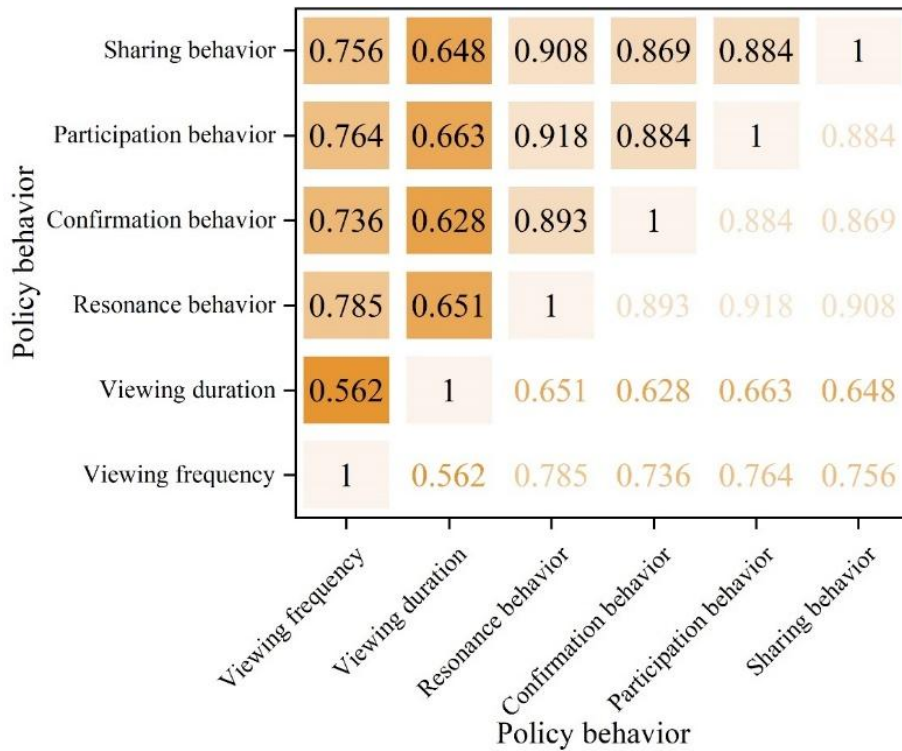 Policy behavior
Sharing behavior 0.756 0.648 0.908 0.869 0.884 1
Participation behavior 0.764 0.663 0.918 0.884 1 0.884
Confirmation behavior 0.736 0.628 0.893 1 0.884 0.869
Resonance behavior 0.785 0.651 1 0.893 0.918 0.908
Viewing duration 0.562 1 0.651 0.628 0.663 0.648
Viewing frequency 1 0.562 0.785 0.736 0.764 0.756
Viewing frequency
Viewing duration
Resonance behavior
Confirmation behavior
Participation behavior
Sharing behavior
Policy behavior